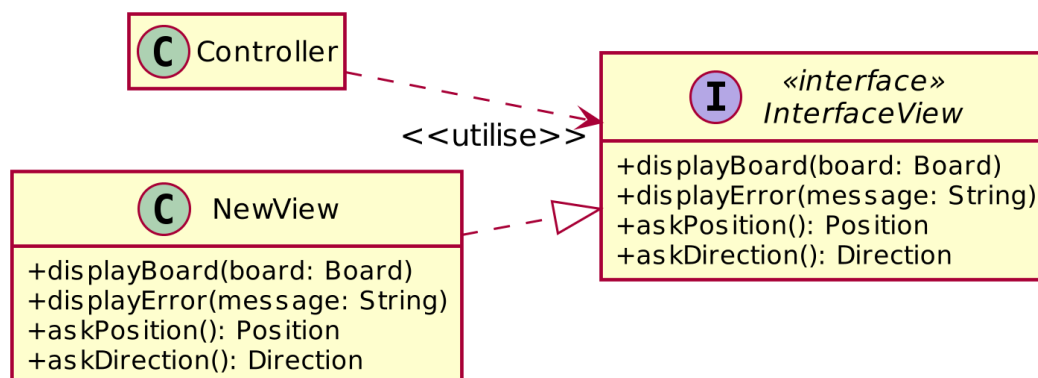 C Controller
<<utilise>>
I «interface»
InterfaceView
+displayBoard(board: Board)
+displayError(message: String)
+askPosition(): Position
+askDirection(): Direction
C NewView
+displayBoard(board: Board)
+displayError(message: String)
+askPosition(): Position
+askDirection(): Direction